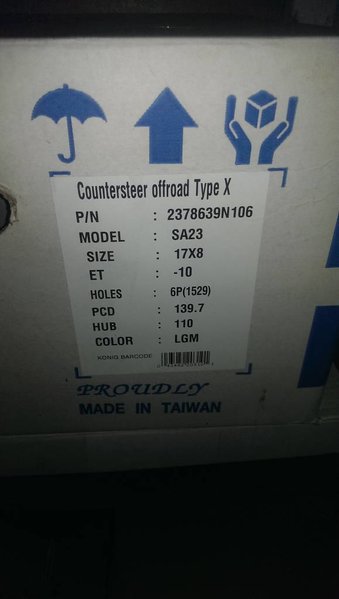 Countersteer offroad Type X
P/N : 2378639N106
MODEL : SA23
SIZE : 17X8
ET : -10
HOLES : 6P(1529)
PCD : 139.7
HUB : 110
COLOR : LGM
KONIG BARCODE
PROUDLY
MADE IN TAIWAN